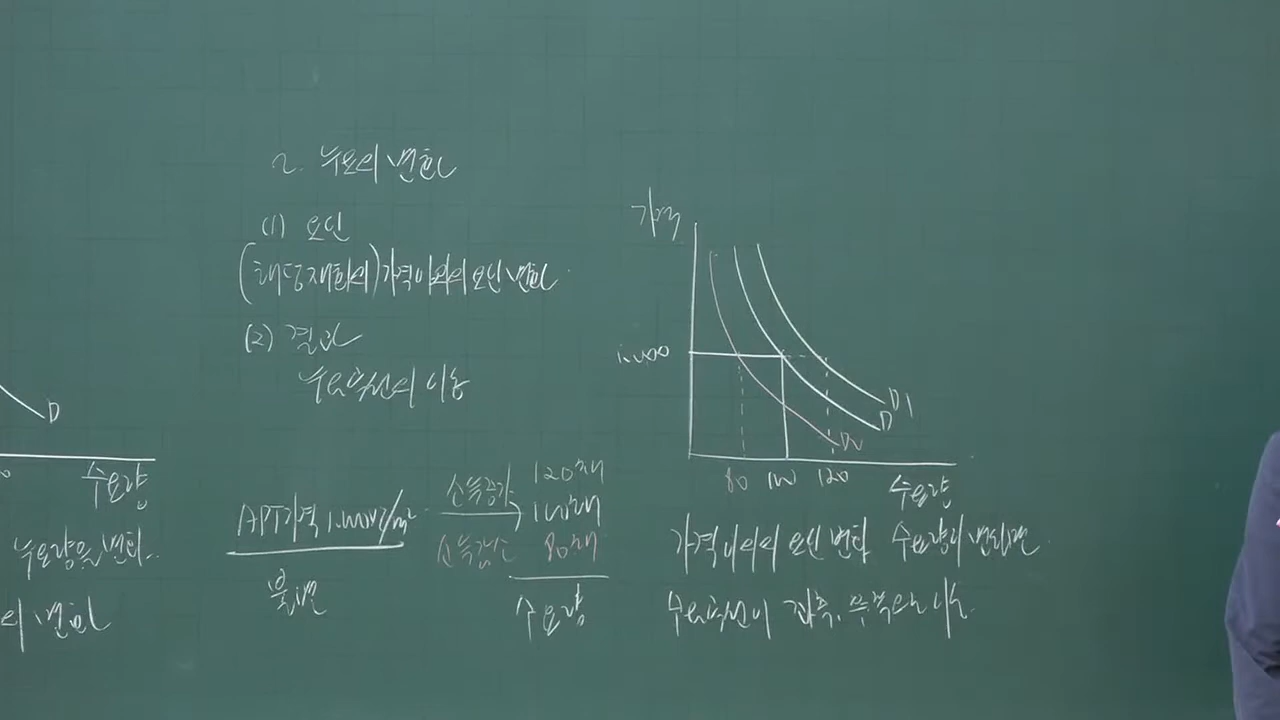 2. 수요의 변화
(1) 요인
(해당재화의) 가격이외의 요인 변화
(2) 결과
수요곡선의 이동
APT가격 1,000만/m²
불변
소득증가 120채
100채
소득감소 80채
수요량
가격
1,000
D1
D
D2
80 100 120
수요량
가격이외의 요인 변화 수요량이 변하면
수요곡선이 좌측, 우측으로 이동.
D
수요량
수요량을 변화..
의 변화